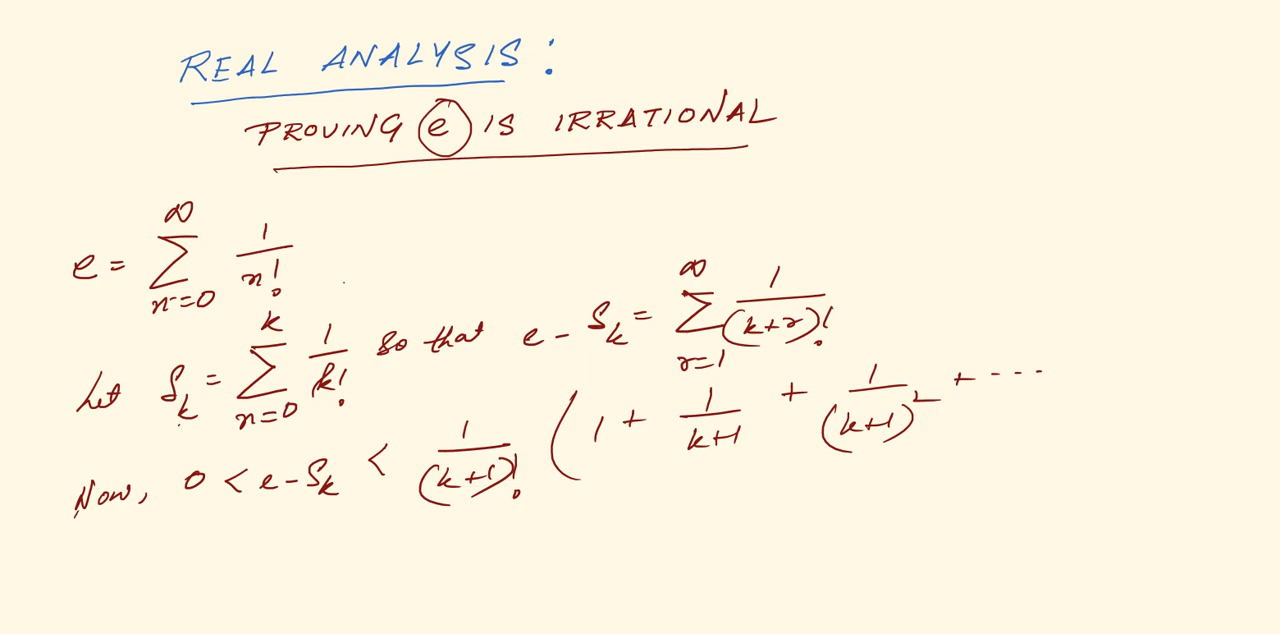 REAL ANALYSIS:
PROVING e IS IRRATIONAL
e = ∑_{n=0}^{∞} 1/n!
Let S_k = ∑_{n=0}^{k} 1/k! so that e - S_k = ∑_{r=1}^{∞} 1/(k+r)!
Now, 0 < e - S_k < 1/(k+1)! ( 1 + 1/(k+1) + 1/(k+1)^2 + ---